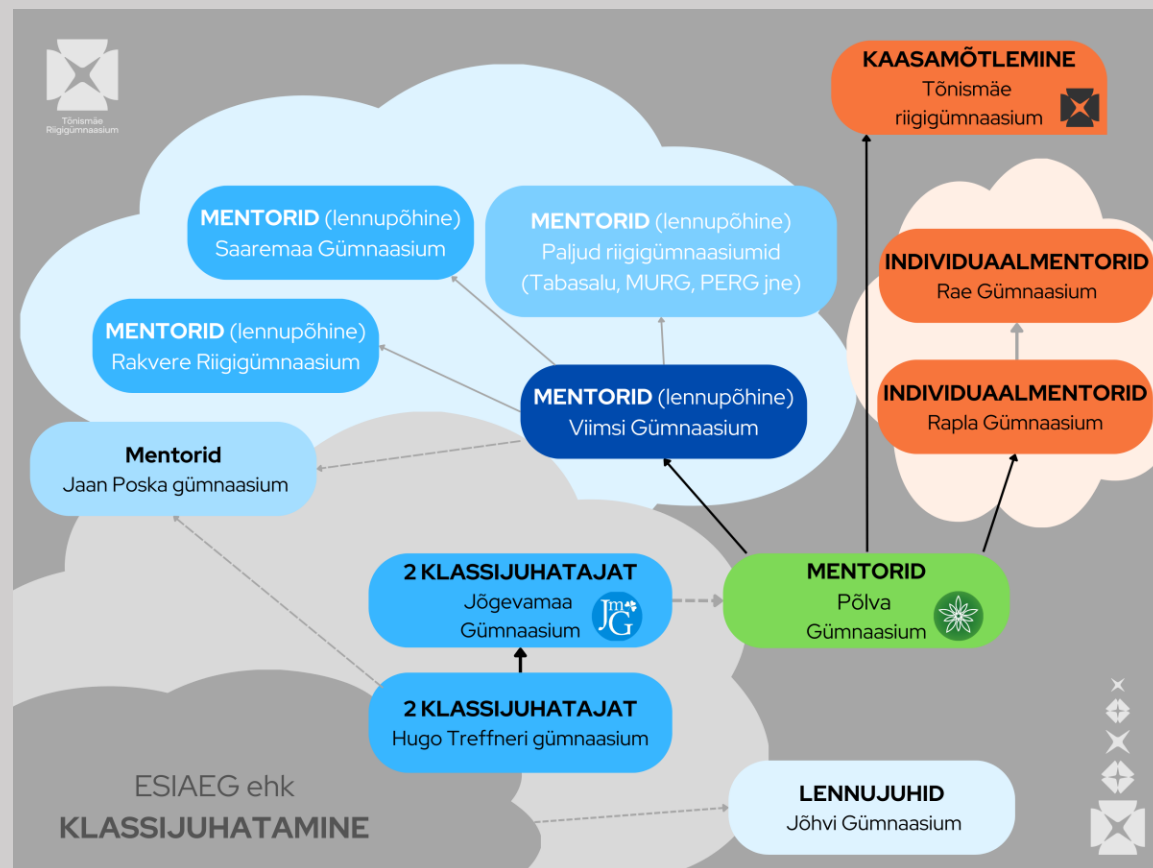 Tõnismäe
Riigigümnaasium
KAASAMÕTLEMINE
Tõnismäe
riigigümnaasium
MENTORID (lennupõhine)
Saaremaa Gümnaasium
MENTORID (lennupõhine)
Paljud riigigümnaasiumid
(Tabasalu, MURG, PERG jne)
INDIVIDUAALMENTORID
Rae Gümnaasium
MENTORID (lennupõhine)
Rakvere Riigigümnaasium
MENTORID (lennupõhine)
Viimsi Gümnaasium
INDIVIDUAALMENTORID
Rapla Gümnaasium
Mentorid
Jaan Poska gümnaasium
2 KLASSIJUHATAJAT
Jõgevamaa
Gümnaasium
JmG
MENTORID
Põlva
Gümnaasium
2 KLASSIJUHATAJAT
Hugo Treffneri gümnaasium
ESIAEG ehk
KLASSIJUHATAMINE
LENNUJUHID
Jõhvi Gümnaasium